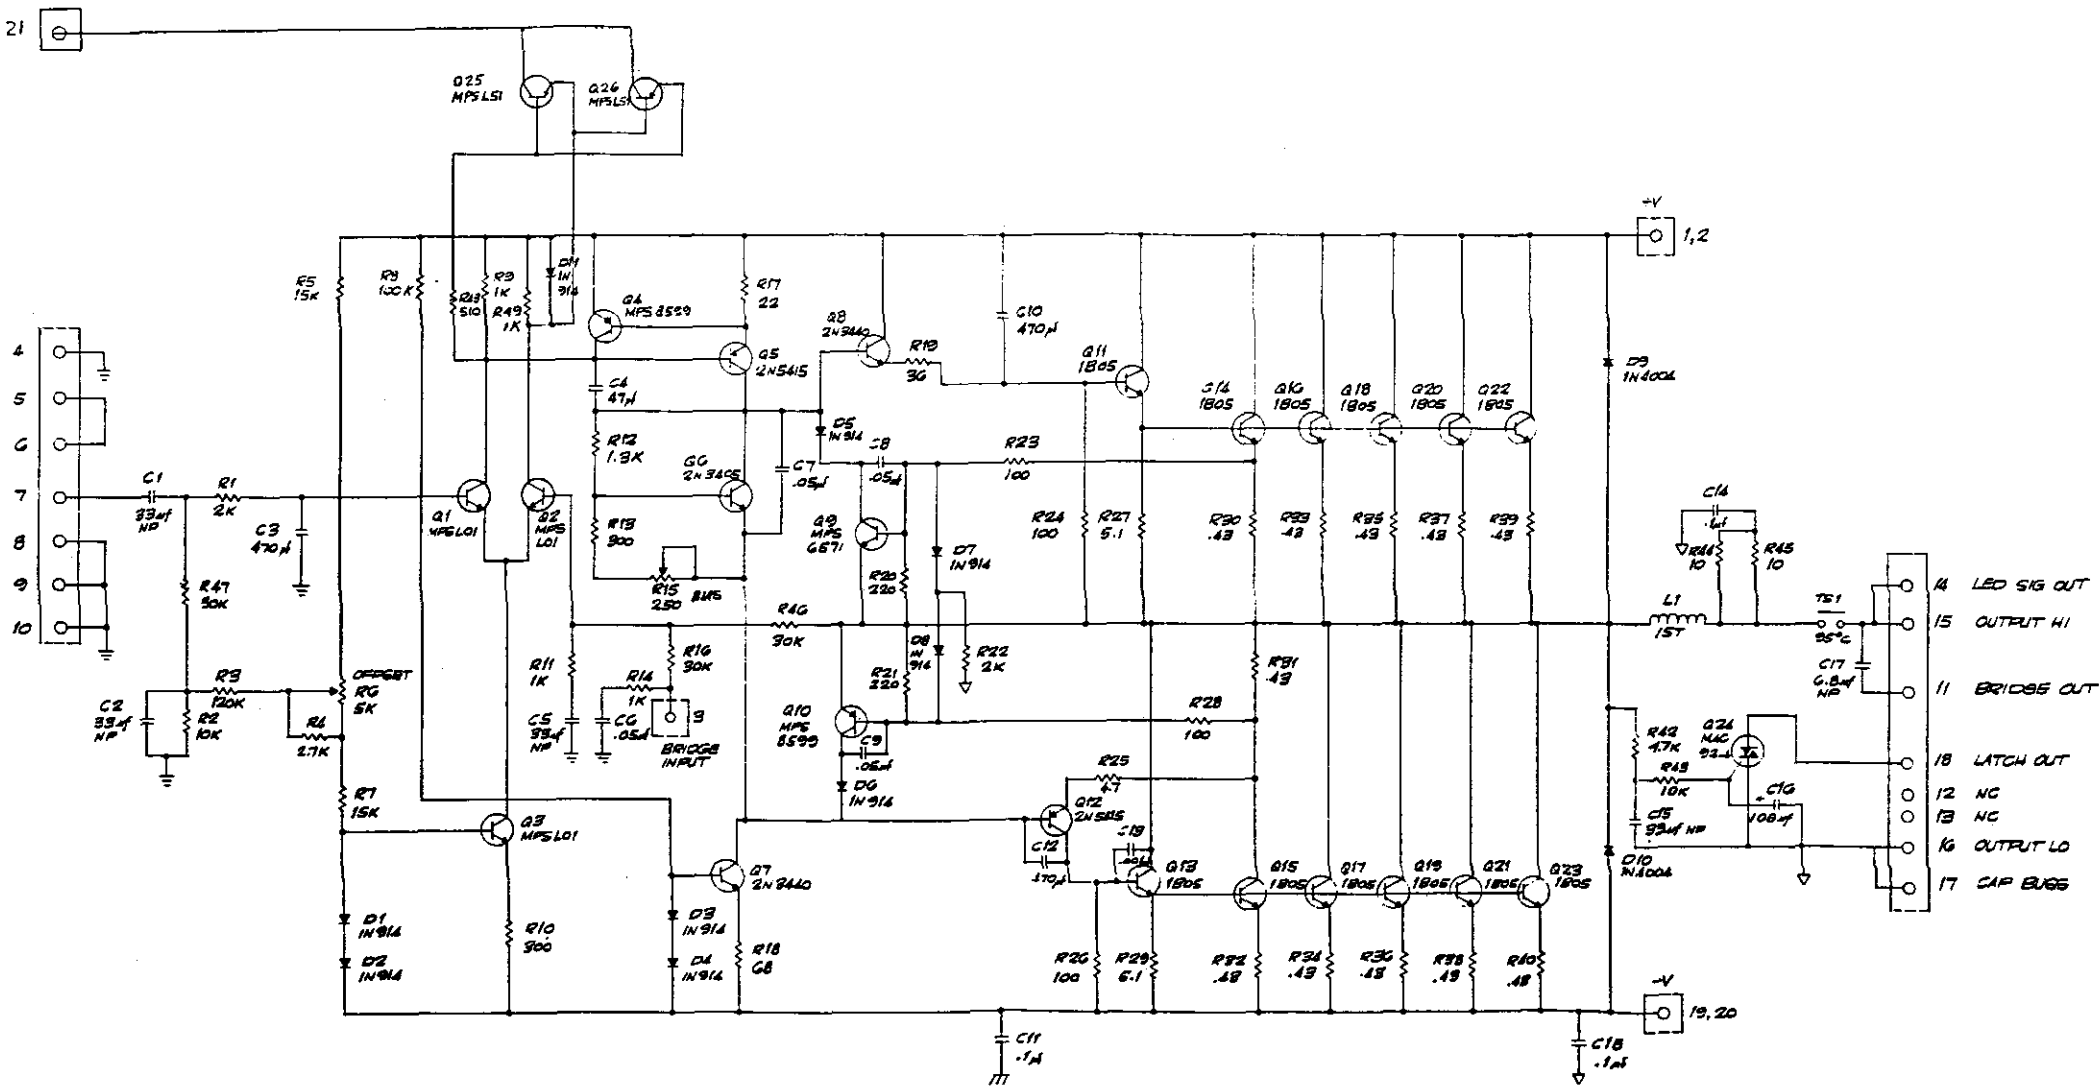 21
Q25
MPSL51
Q26
MPSL51
-V
1,2
R5
15K
R8
100K
R48
510
R9
1K
R49
1K
D11
1N
914
Q4
MPS 8599
R17
22
Q5
2N5415
C4
47pf
Q8
2N3440
R19
36
C10
470pf
Q11
1805
Q14
1805
Q16
1805
Q18
1805
Q20
1805
Q22
1805
D9
1N4004
4
5
6
7
8
9
10
C1
33uf
NP
R1
2K
C3
470pf
Q1
MPSL01
Q2
MPS
L01
R12
1.3K
Q6
2N3405
C7
.05uf
D5
1N914
C8
.05uf
R23
100
R13
300
R15
250
BIAS
Q9
MPS
6571
R20
220
D7
1N914
R24
100
R27
5.1
R30
.43
R33
.43
R35
.43
R37
.43
R39
.43
C14
.1uf
R44
10
R45
10
R47
30K
L1
15T
TS1
95°C
14 LED SIG OUT
15 OUTPUT HI
C17
6.8uf
NP
11 BRIDGE OUT
R46
30K
R11
1K
R14
1K
R16
30K
D8
1N
914
R21
220
R22
2K
R31
.43
R28
100
C2
33uf
NP
R3
120K
R2
10K
OFFSET
R6
5K
R4
27K
C5
33uf
NP
C6
.05uf
3
BRIDGE
INPUT
Q10
MPS
8599
C9
.05uf
D6
1N914
R25
47
Q12
2N5415
R42
4.7K
R43
10K
Q24
MAC
18 LATCH OUT
12 NC
13 NC
16 OUTPUT LO
17 CAP BUSS
C15
33uf NP
C16
D10
1N4004
R7
15K
Q3
MPSL01
Q7
2N3440
C12
470pf
C19
Q13
1805
Q15
1805
Q17
1805
Q19
1805
Q21
1805
Q23
1805
D1
1N914
D2
1N914
R10
300
D3
1N914
D4
1N914
R18
68
R26
100
R29
5.1
R32
.43
R34
.43
R36
.43
R38
.43
R40
.43
-V
19,20
C11
.1uf
C18
.1uf